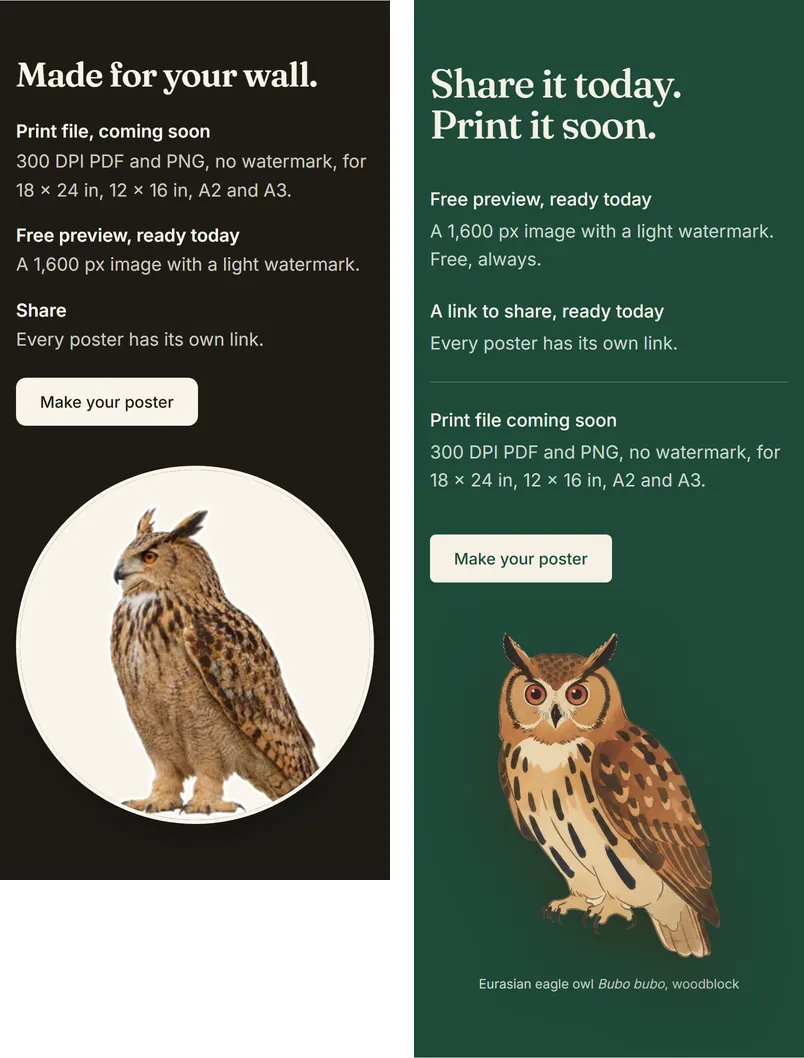 Made for your wall.
Print file, coming soon
300 DPI PDF and PNG, no watermark, for
18 × 24 in, 12 × 16 in, A2 and A3.
Free preview, ready today
A 1,600 px image with a light watermark.
Share
Every poster has its own link.
Make your poster
Share it today.
Print it soon.
Free preview, ready today
A 1,600 px image with a light watermark.
Free, always.
A link to share, ready today
Every poster has its own link.
Print file coming soon
300 DPI PDF and PNG, no watermark, for
18 × 24 in, 12 × 16 in, A2 and A3.
Make your poster
Eurasian eagle owl Bubo bubo, woodblock